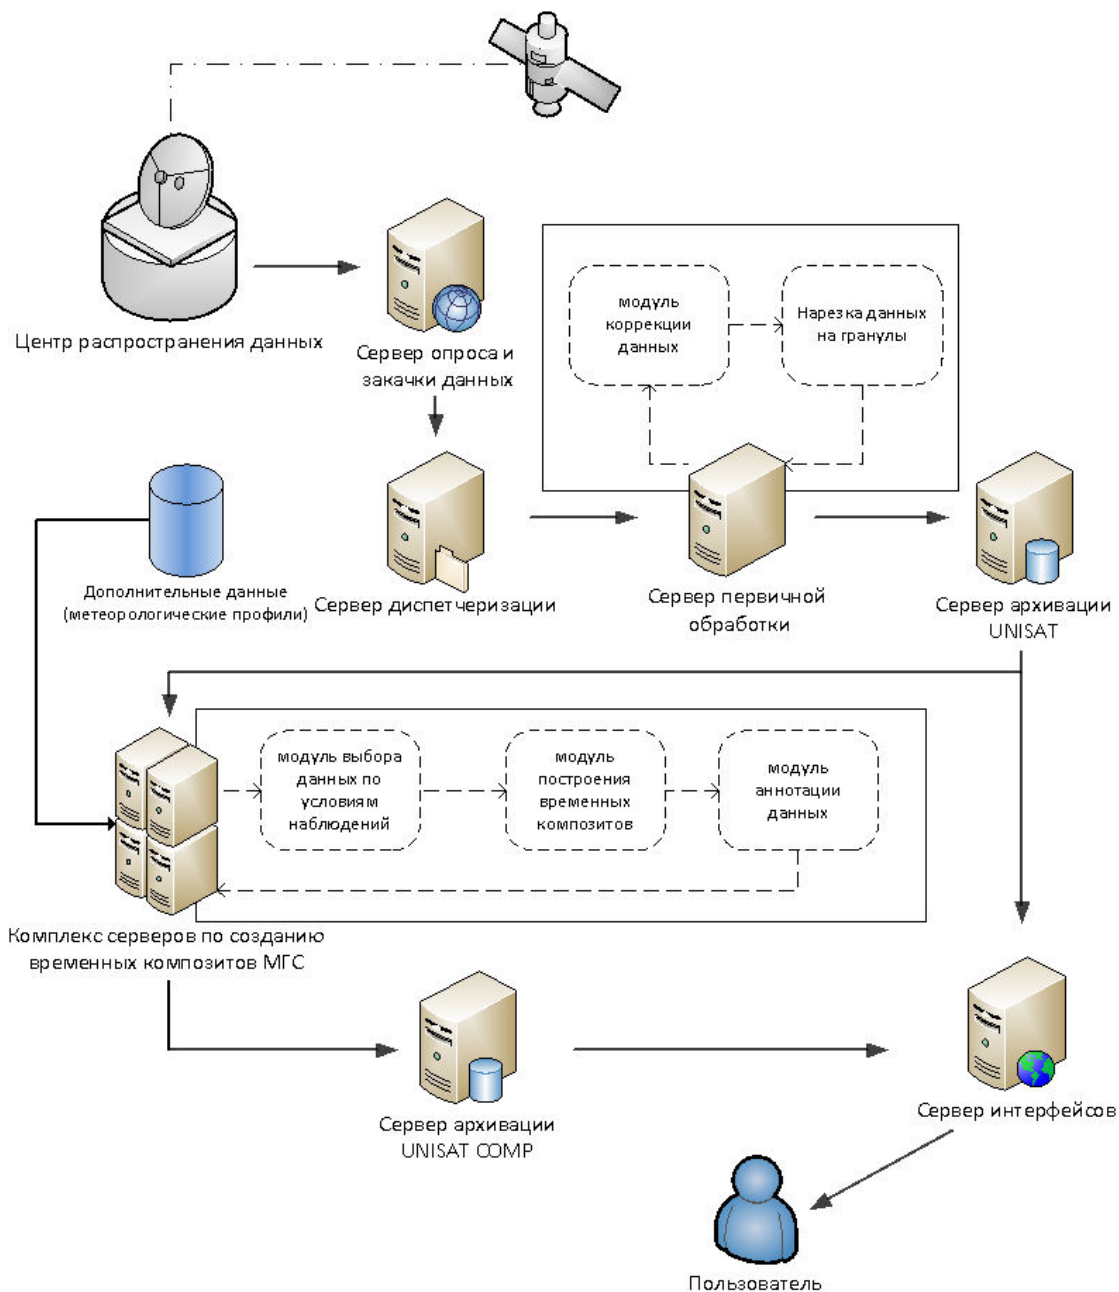 Центр распространения данных
Сервер опроса и
закачки данных
модуль
коррекции
данных
Нарезка данных
на гранулы
Дополнительные данные
(метеорологические профили)
Сервер диспетчеризации
Сервер первичной
обработки
Сервер архивации
UNISAT
модуль выбора
данных по
условиям
наблюдений
модуль
построения
временных
композитов
модуль
аннотации
данных
Комплекс серверов по созданию
временных композитов МГС
Сервер архивации
UNISAT COMP
Сервер интерфейсов
Пользователь